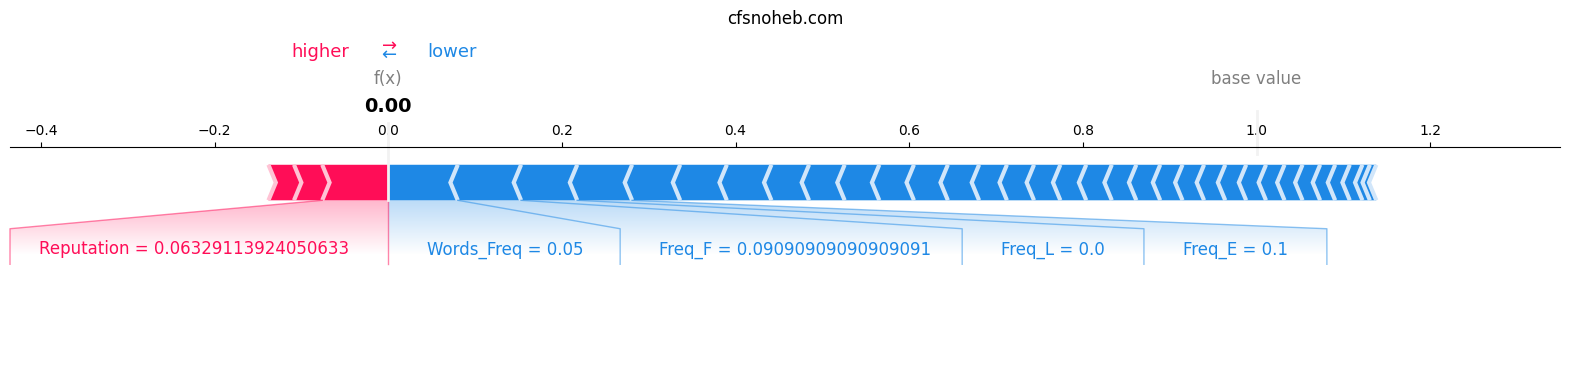 cfsnoheb.com
higher ⇄ lower
f(x)
base value
0.00
−0.4 −0.2 0.0 0.2 0.4 0.6 0.8 1.0 1.2
Reputation = 0.06329113924050633
Words_Freq = 0.05
Freq_F = 0.09090909090909091
Freq_L = 0.0
Freq_E = 0.1